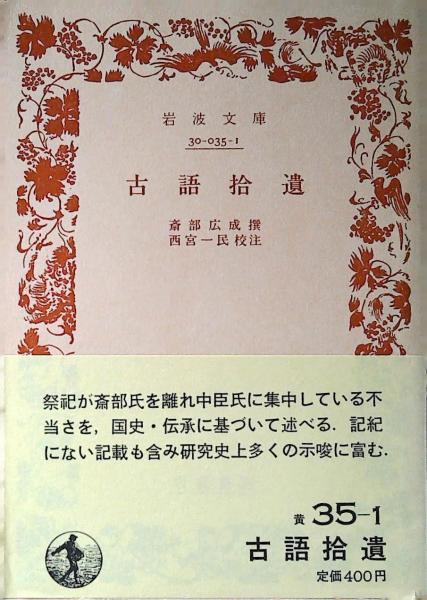 岩波文庫
30-035-1
古語拾遺
斎部広成撰
西宮一民校注
祭祀が斎部氏を離れ中臣氏に集中している不
当さを，国史・伝承に基づいて述べる．記紀
にない記載も含み研究史上多くの示唆に富む．
黄 35-1
古語拾遺
定価400円